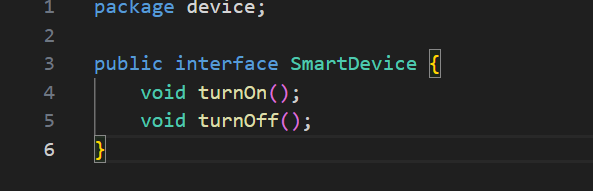 1 package device;
2
3 public interface SmartDevice {
4     void turnOn();
5     void turnOff();
6 }